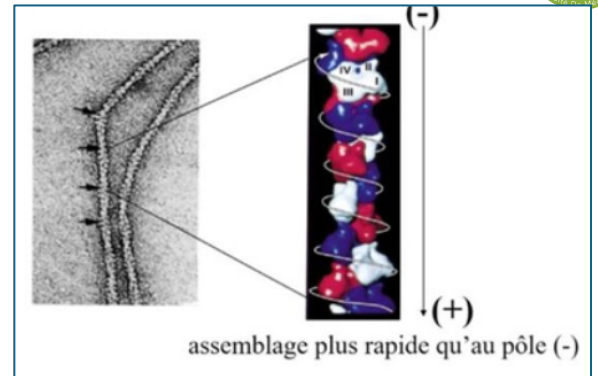 (-)
IV II
I
III
(+)
assemblage plus rapide qu'au pôle (-)